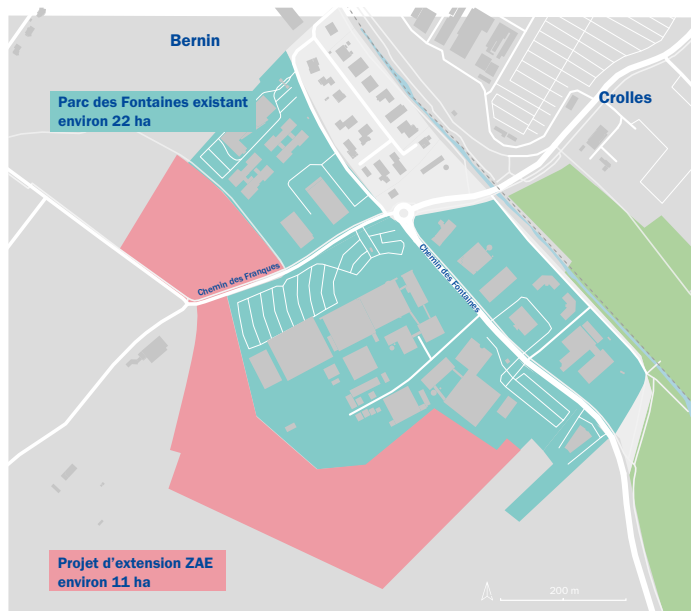 Bernin
Parc des Fontaines existant
environ 22 ha
Crolles
Chemin des Franques
Chemin des Fontaines
Projet d'extension ZAE
environ 11 ha
200 m